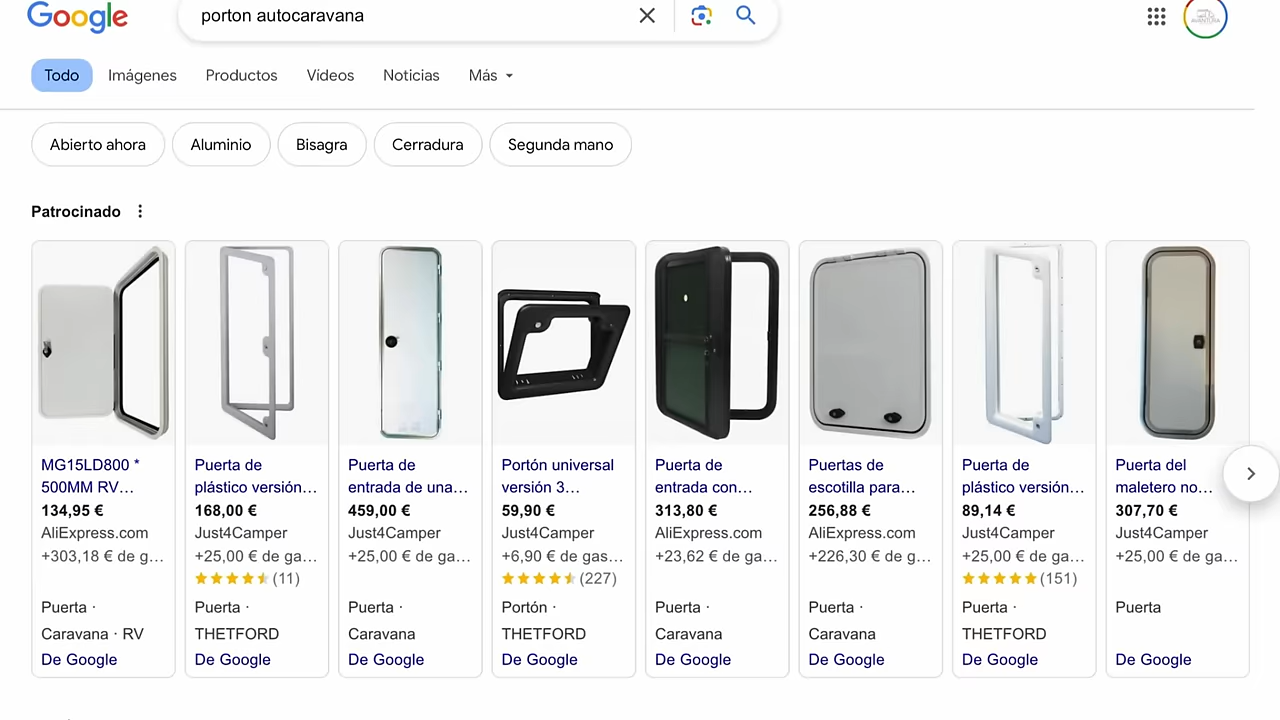 Google
porton autocaravana
Todo
Imágenes
Productos
Vídeos
Noticias
Más
Abierto ahora
Aluminio
Bisagra
Cerradura
Segunda mano
Patrocinado
MG15LD800 *
500MM RV…
134,95 €
AliExpress.com
+303,18 € de g…
Puerta ·
Caravana · RV
De Google
Puerta de
plástico versión…
168,00 €
Just4Camper
+25,00 € de ga…
(11)
Puerta ·
THETFORD
De Google
Puerta de
entrada de una…
459,00 €
Just4Camper
+25,00 € de ga…
Puerta ·
Caravana
De Google
Portón universal
versión 3…
59,90 €
Just4Camper
+6,90 € de gas…
(227)
Portón ·
THETFORD
De Google
Puerta de
entrada con…
313,80 €
AliExpress.com
+23,62 € de ga…
Puerta ·
Caravana
De Google
Puertas de
escotilla para…
256,88 €
AliExpress.com
+226,30 € de g…
Puerta ·
Caravana
De Google
Puerta de
plástico versión…
89,14 €
Just4Camper
+25,00 € de ga…
(151)
Puerta ·
THETFORD
De Google
Puerta del
maletero no…
307,70 €
Just4Camper
+25,00 € de ga…
Puerta
De Google